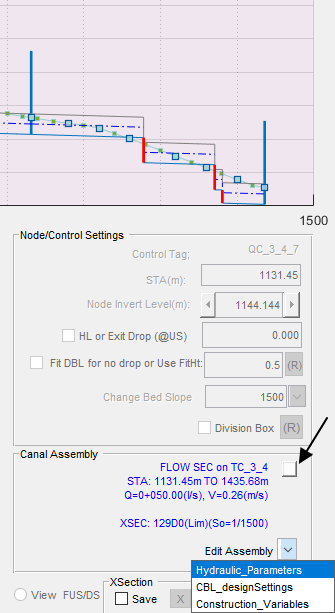 1500
Node/Control Settings
Control Tag: QC_3_4_7
STA(m): 1131.45
Node Invert Level(m): 1144.144
HL or Exit Drop (@US) 0.000
Fit DBL for no drop or Use FitHt: 0.5 (R)
Change Bed Slope 1500
Division Box (R)
Canal Assembly
FLOW SEC on TC_3_4
STA: 1131.45m TO 1435.68m
Q=0+050.00(l/s), V=0.26(m/s)
XSEC: 129D0(Lim)(So=1/1500)
Edit Assembly
Hydraulic_Parameters
CBL_designSettings
Construction_Variables
XSection
View FUS/DS
Save X